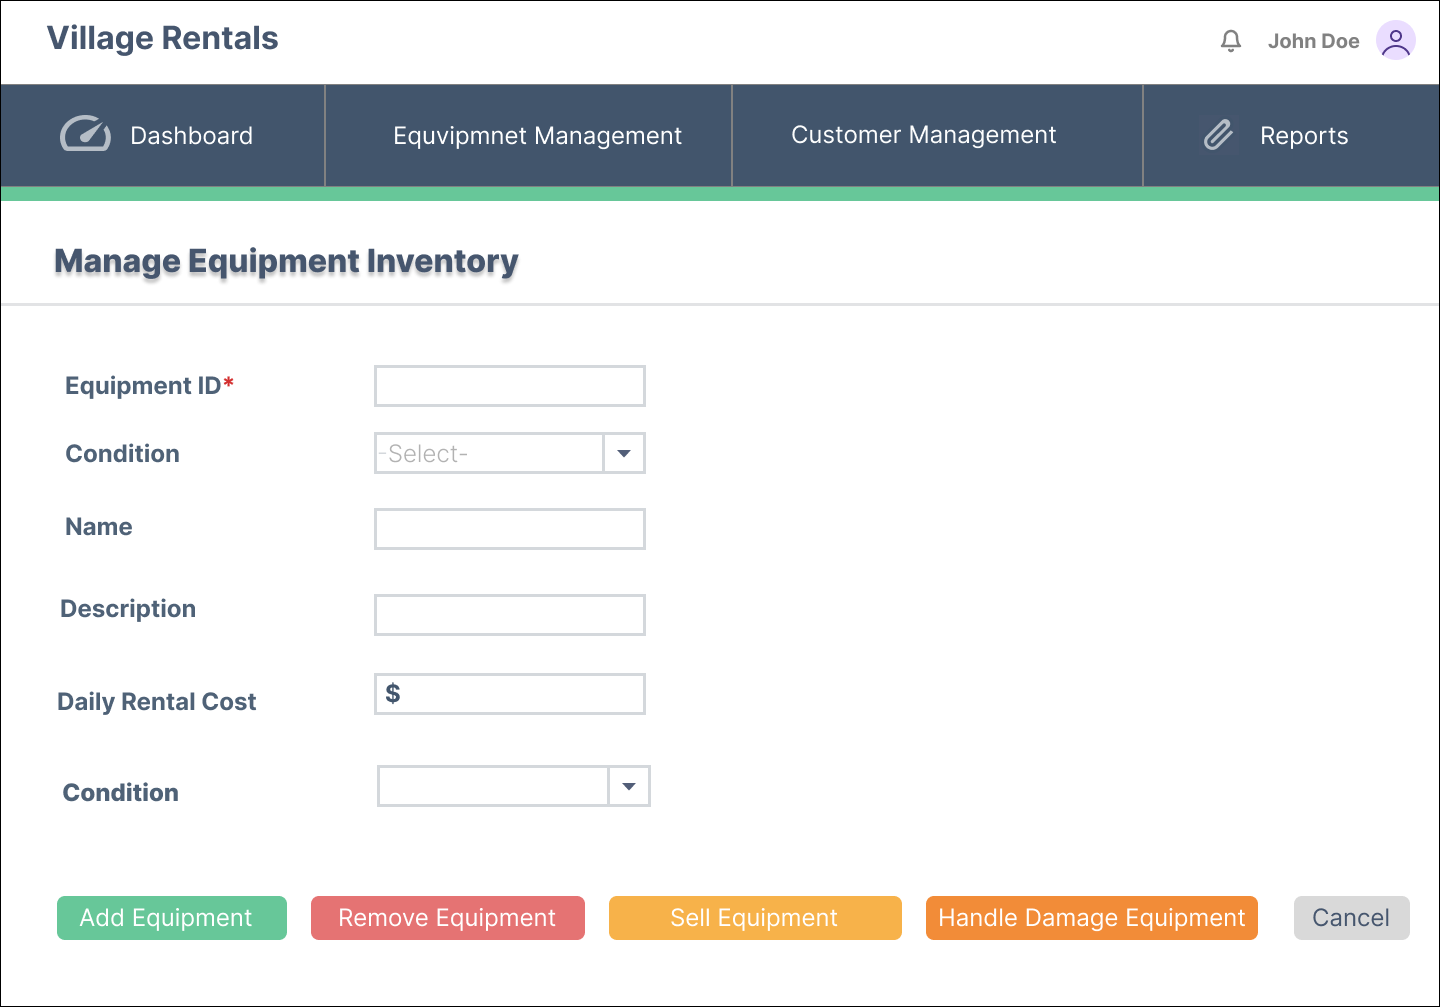 Village Rentals
John Doe
Dashboard
Equvipmnet Management
Customer Management
Reports
Manage Equipment Inventory
Equipment ID*
Condition
-Select-
Name
Description
Daily Rental Cost
$
Condition
Add Equipment
Remove Equipment
Sell Equipment
Handle Damage Equipment
Cancel